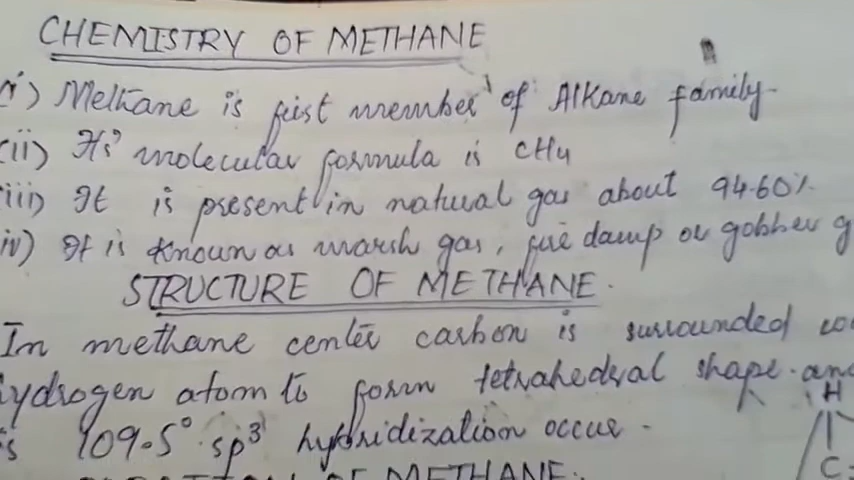 CHEMISTRY OF METHANE
(i) Methane is first member of Alkane family.
(ii) It's molecular formula is CH4
(iii) It is present in natural gas about 94.60%.
iv) It is known as marsh gas, fire damp or gobber g
STRUCTURE OF METHANE.
In methane center carbon is surrounded
hydrogen atom to form tetrahedral shape. and
is 109.5° sp3 hybridization occur.
H
C
OF METHANE: